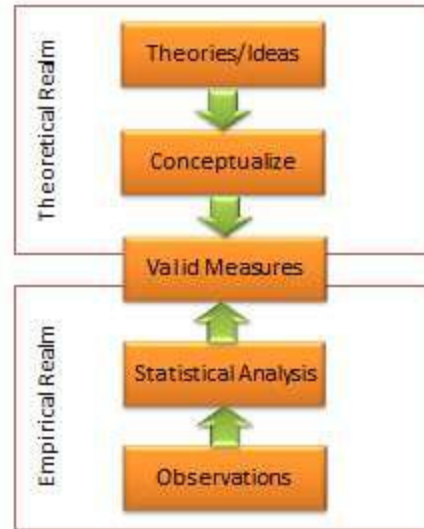 Theoretical Realm
Theories/Ideas
Conceptualize
Valid Measures
Empirical Realm
Statistical Analysis
Observations